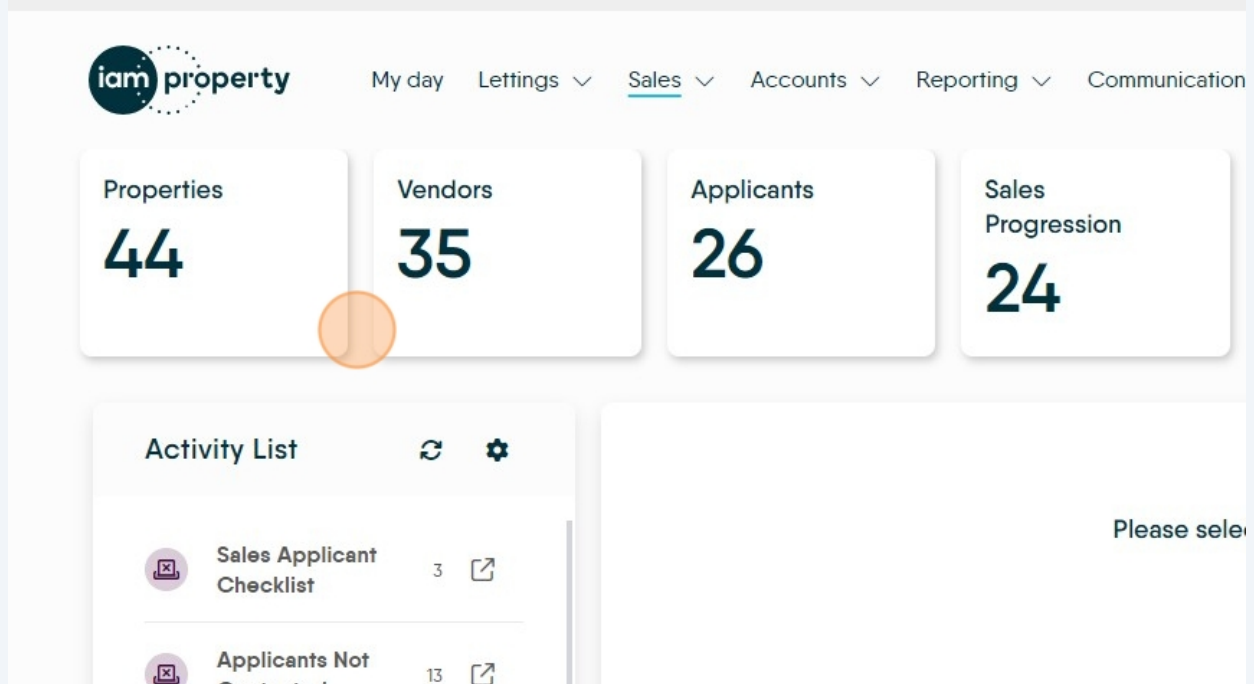 iam property
My day Lettings Sales Accounts Reporting Communication
Properties
44
Vendors
35
Applicants
26
Sales
Progression
24
Activity List
Sales Applicant
Checklist
3
Applicants Not
13
Please